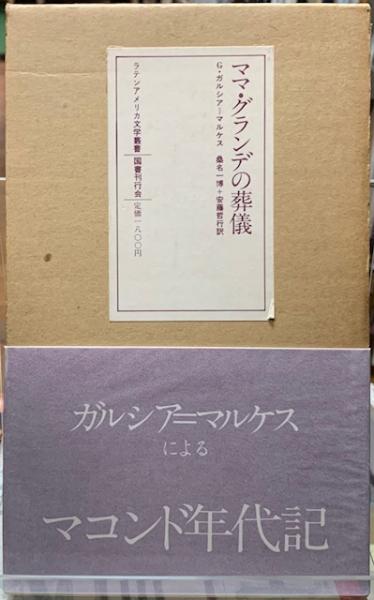 ママ・グランデの葬儀
G・ガルシア=マルケス 桑名一博+安藤哲行訳
ラテンアメリカ文学叢書|国書刊行会|定価一八〇〇円
ガルシア=マルケス
による
マコンド年代記